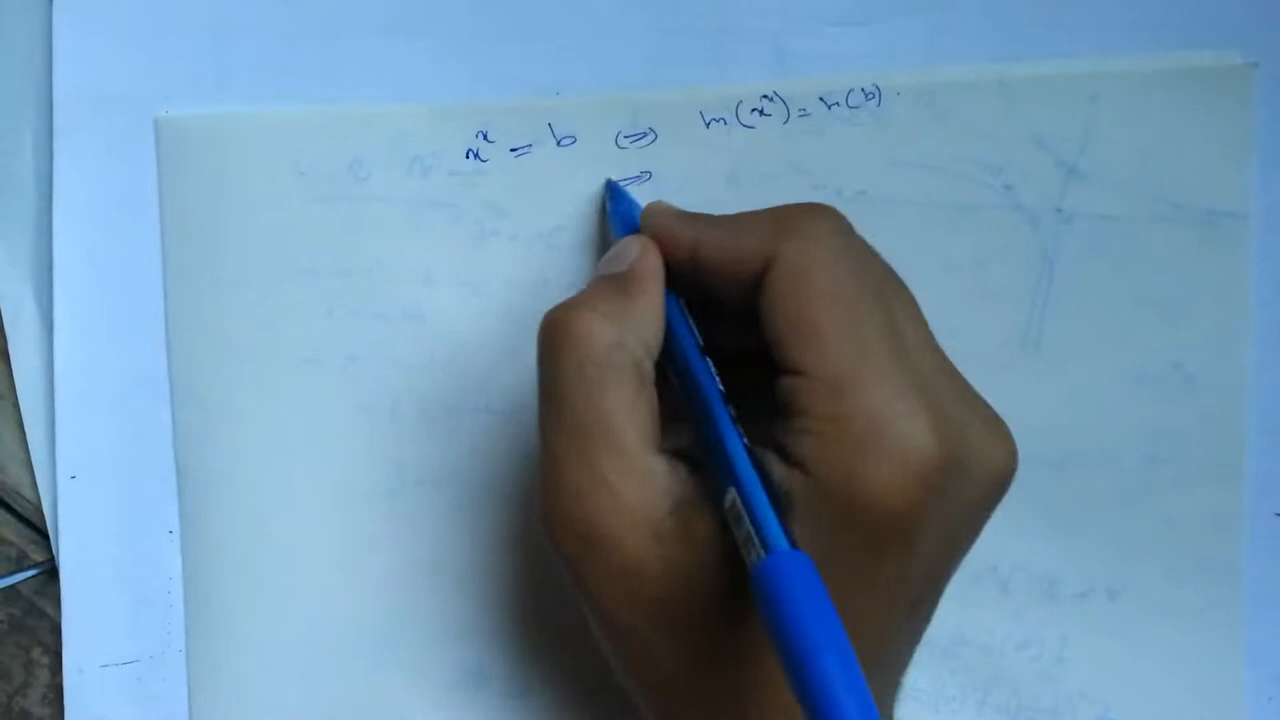 x^x = b ⇔ ln(x^x) = ln(b).
⇒